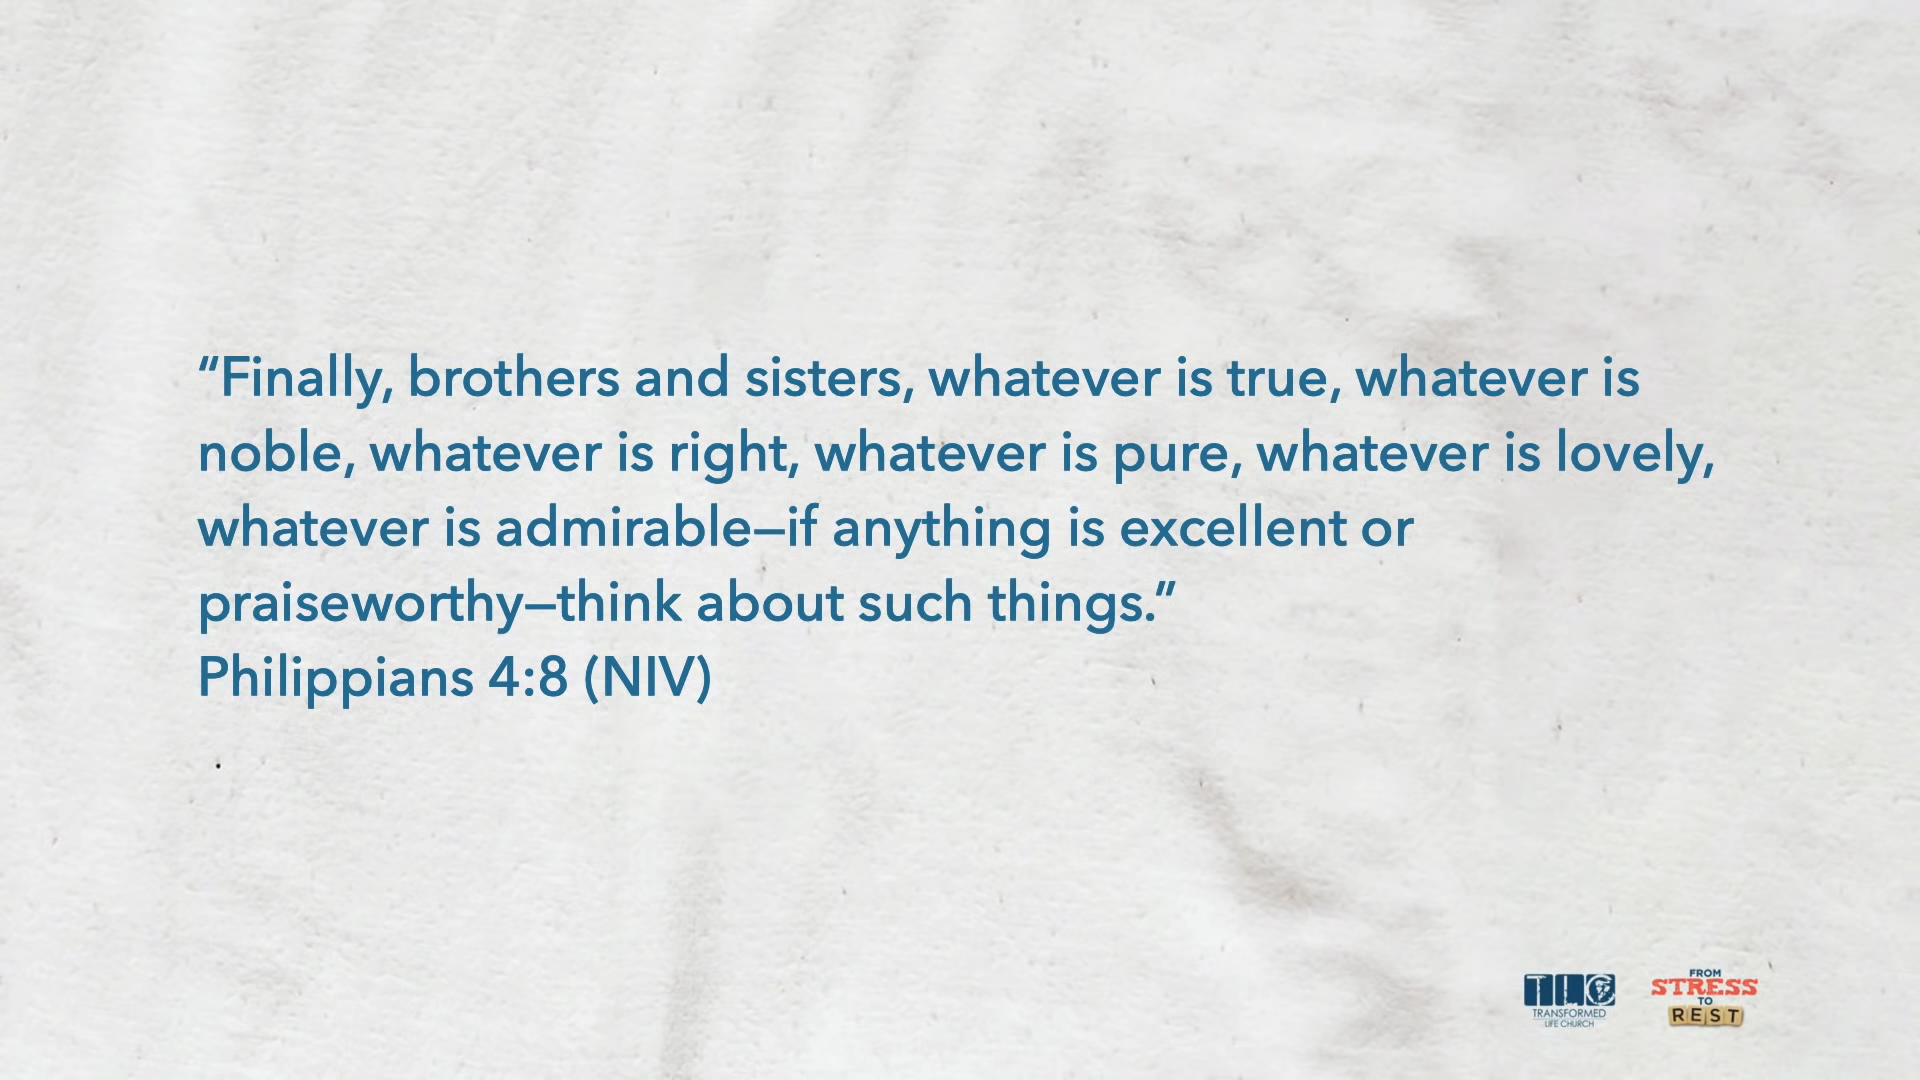 “Finally, brothers and sisters, whatever is true, whatever is
noble, whatever is right, whatever is pure, whatever is lovely,
whatever is admirable—if anything is excellent or
praiseworthy—think about such things.”
Philippians 4:8 (NIV)
TLC
TRANSFORMED
LIFE CHURCH
FROM
STRESS
TO
REST